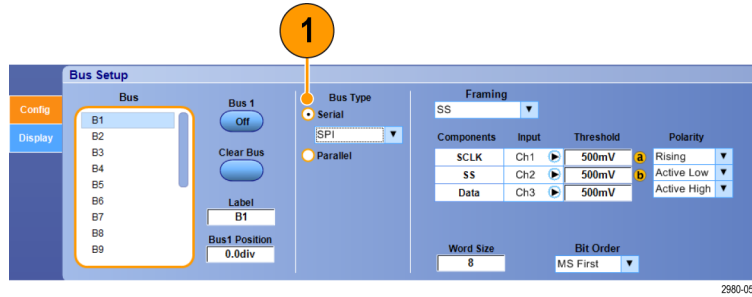 1
Bus Setup
Config
Display
Bus
B1
B2
B3
B4
B5
B6
B7
B8
B9
Bus 1
Off
Clear Bus
Label
B1
Bus1 Position
0.0div
Bus Type
Serial
SPI
Parallel
Framing
SS
Components Input Threshold Polarity
SCLK Ch1 500mV a Rising
SS Ch2 500mV b Active Low
Data Ch3 500mV Active High
Word Size Bit Order
8 MS First
2980-05